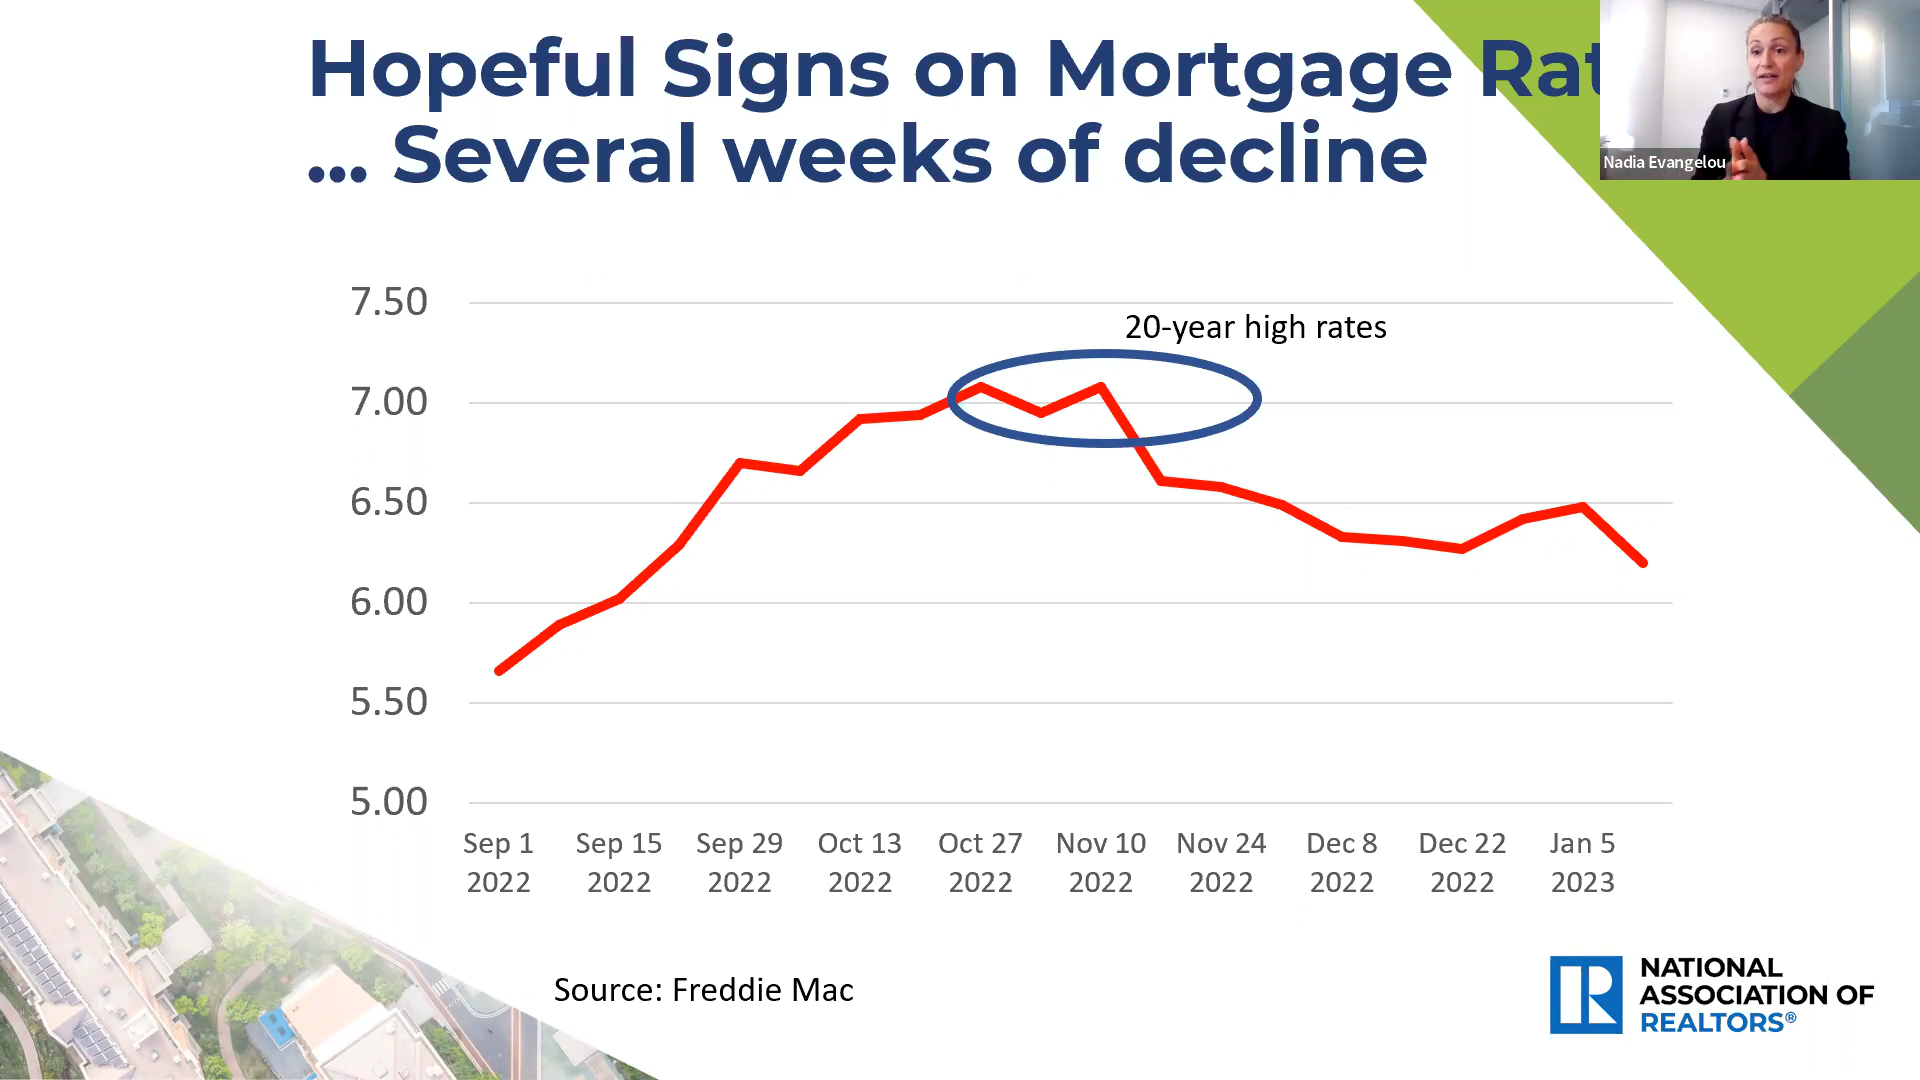 Hopeful Signs on Mortgage
... Several weeks of decline
Nadia Evangelou
7.50
20-year high rates
7.00
6.50
6.00
5.50
5.00
Sep 1 Sep 15 Sep 29 Oct 13 Oct 27 Nov 10 Nov 24 Dec 8 Dec 22 Jan 5
2022 2022 2022 2022 2022 2022 2022 2022 2022 2023
Source: Freddie Mac
R
NATIONAL
ASSOCIATION OF
REALTORS®